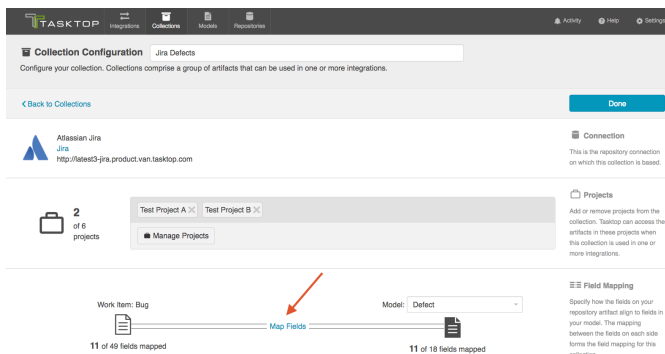 TASKTOP
Integrations
Collections
Models
Repositories
Activity
Help
Settings
Collection Configuration
Jira Defects
Configure your collection. Collections comprise a group of artifacts that can be used in one or more integrations.
Back to Collections
Done
Atlassian Jira
Jira
http://latest3-jira.product.van.tasktop.com
Connection
This is the repository connection
on which this collection is based.
2
of 6
projects
Test Project A
Test Project B
Manage Projects
Projects
Add or remove projects from the
collection. Tasktop can access the
artifacts in these projects when
this collection is used in one or
more integrations.
Work Item: Bug
Map Fields
Model:
Defect
11 of 49 fields mapped
11 of 18 fields mapped
Field Mapping
Specify how the fields on your
repository artifact align to fields in
your model. The mapping
between the fields on each side
forms the field mapping for this
collection.